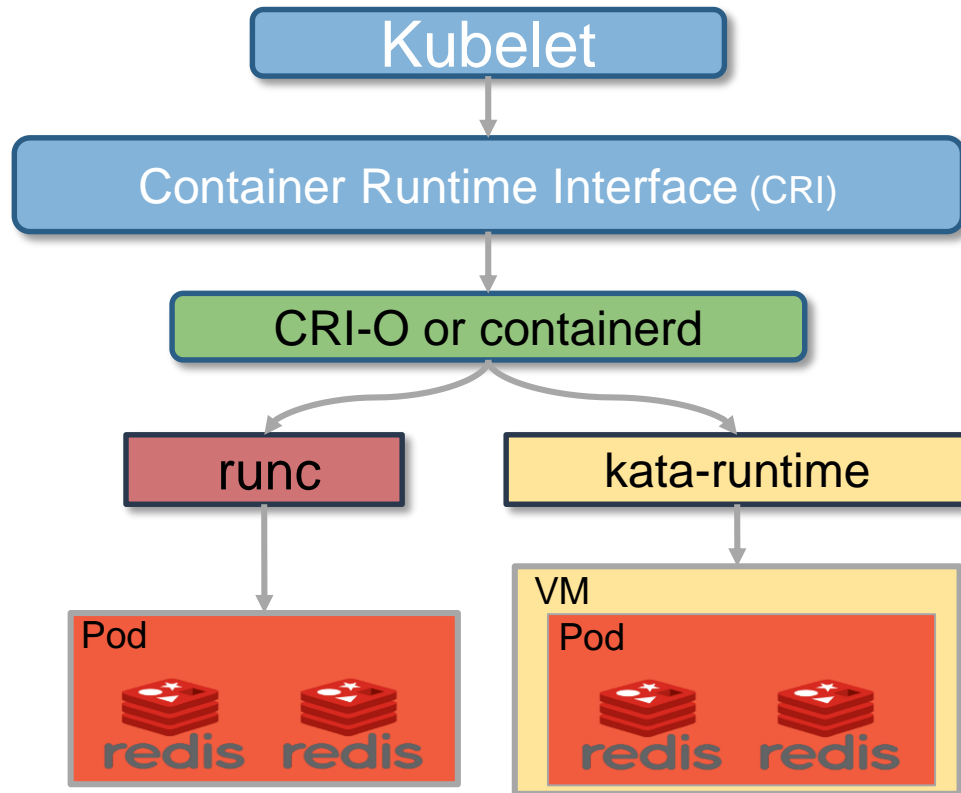 Kubelet
Container Runtime Interface (CRI)
CRI-O or containerd
runc
kata-runtime
Pod
redis redis
VM
Pod
redis redis